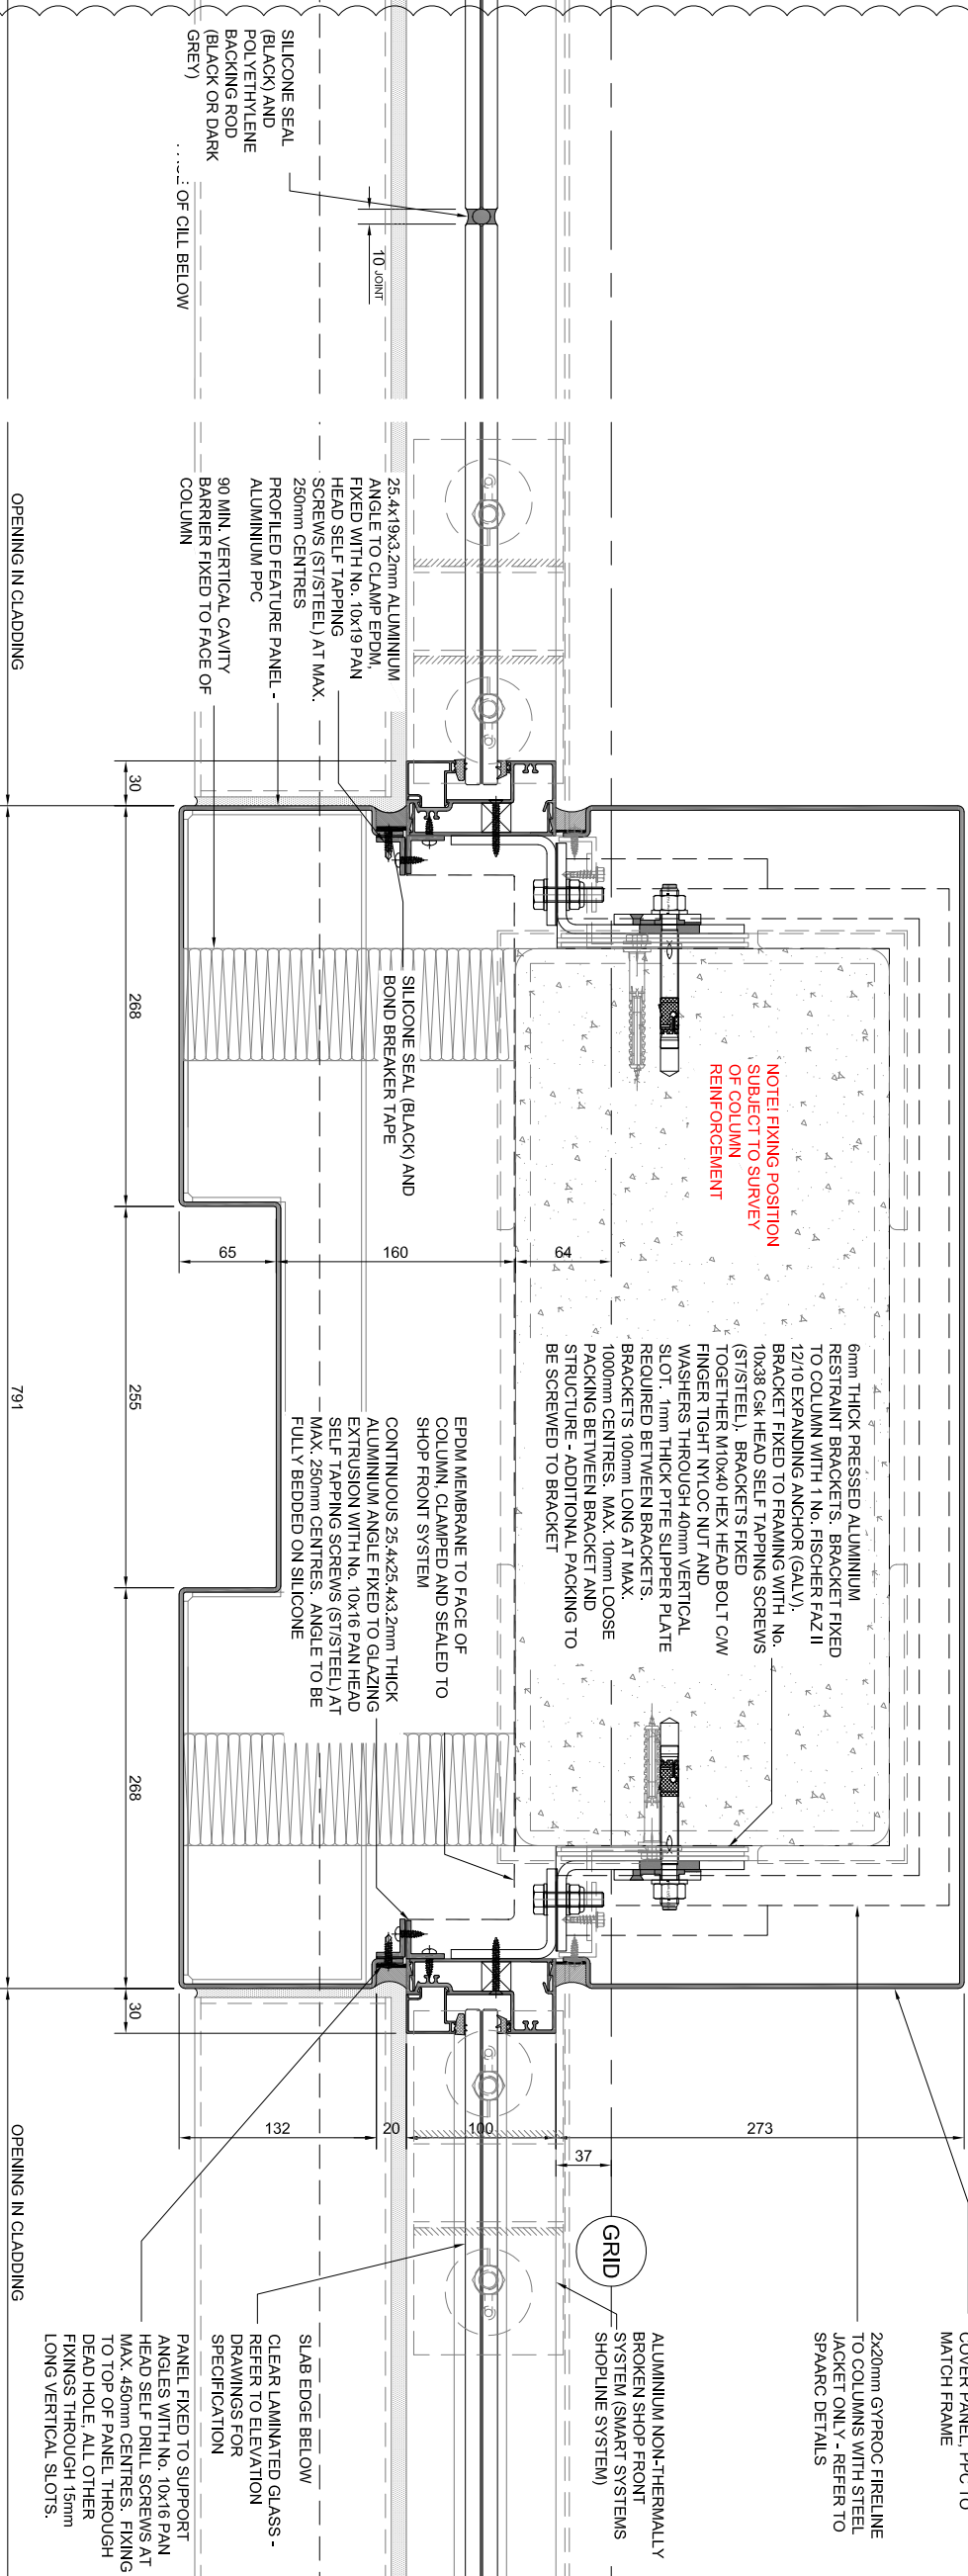 SILICONE SEAL
(BLACK) AND
POLYETHYLENE
BACKING ROD
(BLACK OR DARK
GREY)
OF CILL BELOW
10 JOINT
OPENING IN CLADDING
25.4x19x3.2mm ALUMINIUM
ANGLE TO CLAMP EPDM,
FIXED WITH No. 10x19 PAN
HEAD SELF TAPPING
SCREWS (ST/STEEL) AT MAX.
250mm CENTRES
PROFILED FEATURE PANEL -
ALUMINIUM PPC
90 MIN. VERTICAL CAVITY
BARRIER FIXED TO FACE OF
COLUMN
30
268
255
268
30
791
SILICONE SEAL (BLACK) AND
BOND BREAKER TAPE
NOTE! FIXING POSITION
SUBJECT TO SURVEY
OF COLUMN
REINFORCEMENT
65
160
64
6mm THICK PRESSED ALUMINIUM
RESTRAINT BRACKETS. BRACKET FIXED
TO COLUMN WITH 1 No. FISCHER FAZ II
12/10 EXPANDING ANCHOR (GALV).
BRACKET FIXED TO FRAMING WITH No.
10x38 Csk HEAD SELF TAPPING SCREWS
(ST/STEEL). BRACKETS FIXED
TOGETHER M10x40 HEX HEAD BOLT C/W
FINGER TIGHT NYLOC NUT AND
WASHERS THROUGH 40mm VERTICAL
SLOT. 1mm THICK PTFE SLIPPER PLATE
REQUIRED BETWEEN BRACKETS.
BRACKETS 100mm LONG AT MAX.
1000mm CENTRES. MAX. 10mm LOOSE
PACKING BETWEEN BRACKET AND
STRUCTURE - ADDITIONAL PACKING TO
BE SCREWED TO BRACKET
EPDM MEMBRANE TO FACE OF
COLUMN, CLAMPED AND SEALED TO
SHOP FRONT SYSTEM
CONTINUOUS 25.4x25.4x3.2mm THICK
ALUMINIUM ANGLE FIXED TO GLAZING
EXTRUSION WITH No. 10x16 PAN HEAD
SELF TAPPING SCREWS (ST/STEEL) AT
MAX. 250mm CENTRES. ANGLE TO BE
FULLY BEDDED ON SILICONE
132
20
100
273
37
GRID
OPENING IN CLADDING
COVER PANEL, PPC TO
MATCH FRAME
2x20mm GYPROC FIRELINE
TO COLUMNS WITH STEEL
JACKET ONLY - REFER TO
SPAARC DETAILS
ALUMINIUM NON-THERMALLY
BROKEN SHOP FRONT
SYSTEM (SMART SYSTEMS
SHOPLINE SYSTEM)
SLAB EDGE BELOW
CLEAR LAMINATED GLASS -
REFER TO ELEVATION
DRAWINGS FOR
SPECIFICATION
PANEL FIXED TO SUPPORT
ANGLES WITH No. 10x16 PAN
HEAD SELF DRILL SCREWS AT
MAX. 450mm CENTRES. FIXING
TO TOP OF PANEL THROUGH
DEAD HOLE, ALL OTHER
FIXINGS THROUGH 15mm
LONG VERTICAL SLOTS.